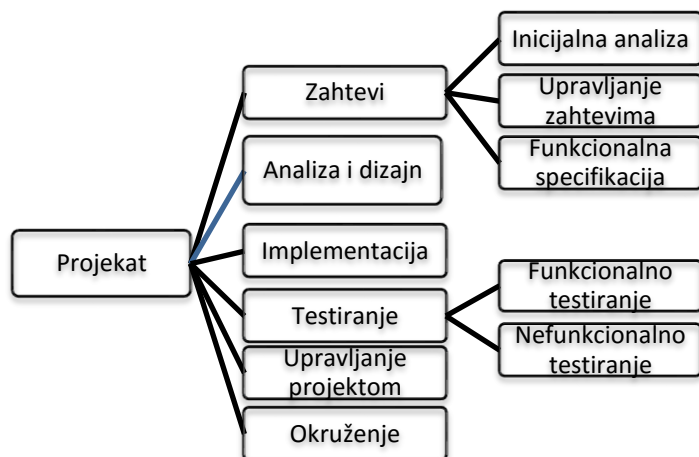 Projekat
Zahtevi
Inicijalna analiza
Upravljanje
zahtevima
Funkcionalna
specifikacija
Analiza i dizajn
Implementacija
Testiranje
Funkcionalno
testiranje
Nefunkcionalno
testiranje
Upravljanje
projektom
Okruženje